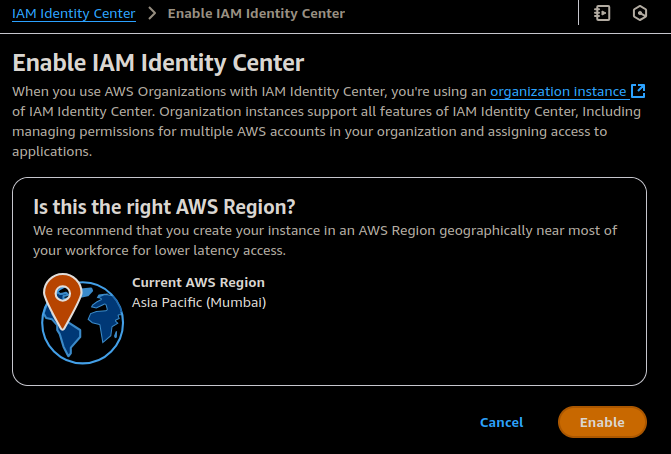 IAM Identity Center > Enable IAM Identity Center
Enable IAM Identity Center
When you use AWS Organizations with IAM Identity Center, you're using an organization instance
of IAM Identity Center. Organization instances support all features of IAM Identity Center, Including
managing permissions for multiple AWS accounts in your organization and assigning access to
applications.
Is this the right AWS Region?
We recommend that you create your instance in an AWS Region geographically near most of
your workforce for lower latency access.
Current AWS Region
Asia Pacific (Mumbai)
Cancel Enable